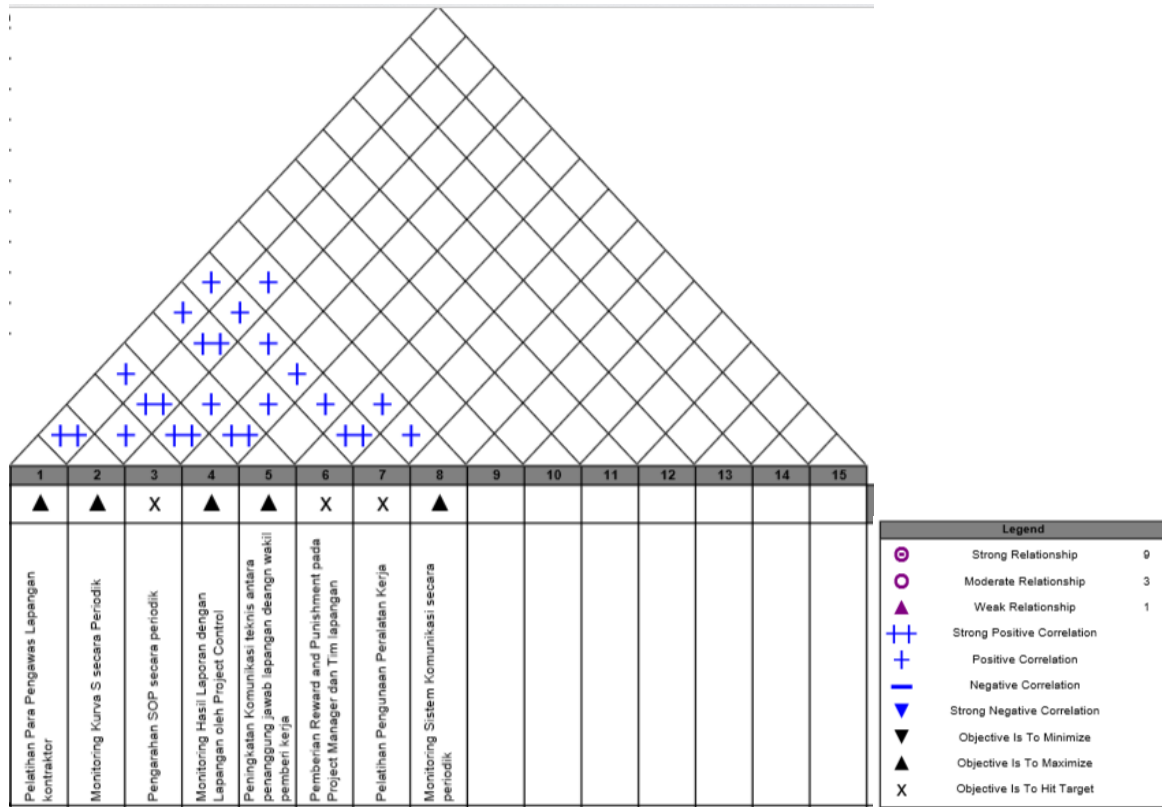 1 2 3 4 5 6 7 8 9 10 11 12 13 14 15
X X X
Pelatihan Para Pengawas Lapangan
kontraktor
Monitoring Kurva S secara Periodik
Pengarahan SOP secara periodik
Monitoring Hasil Laporan dengan
Lapangan oleh Project Control
Peningkatan Komunikasi teknis antara
penanggung jawab lapangan deangn wakil
pemberi kerja
Pemberian Reward and Punishment pada
Project Manager dan Tim lapangan
Pelatihan Pengunaan Peralatan Kerja
Monitoring Sistem Komunikasi secara
periodik
Legend
Strong Relationship 9
Moderate Relationship 3
Weak Relationship 1
Strong Positive Correlation
Positive Correlation
Negative Correlation
Strong Negative Correlation
Objective Is To Minimize
Objective Is To Maximize
X Objective Is To Hit Target